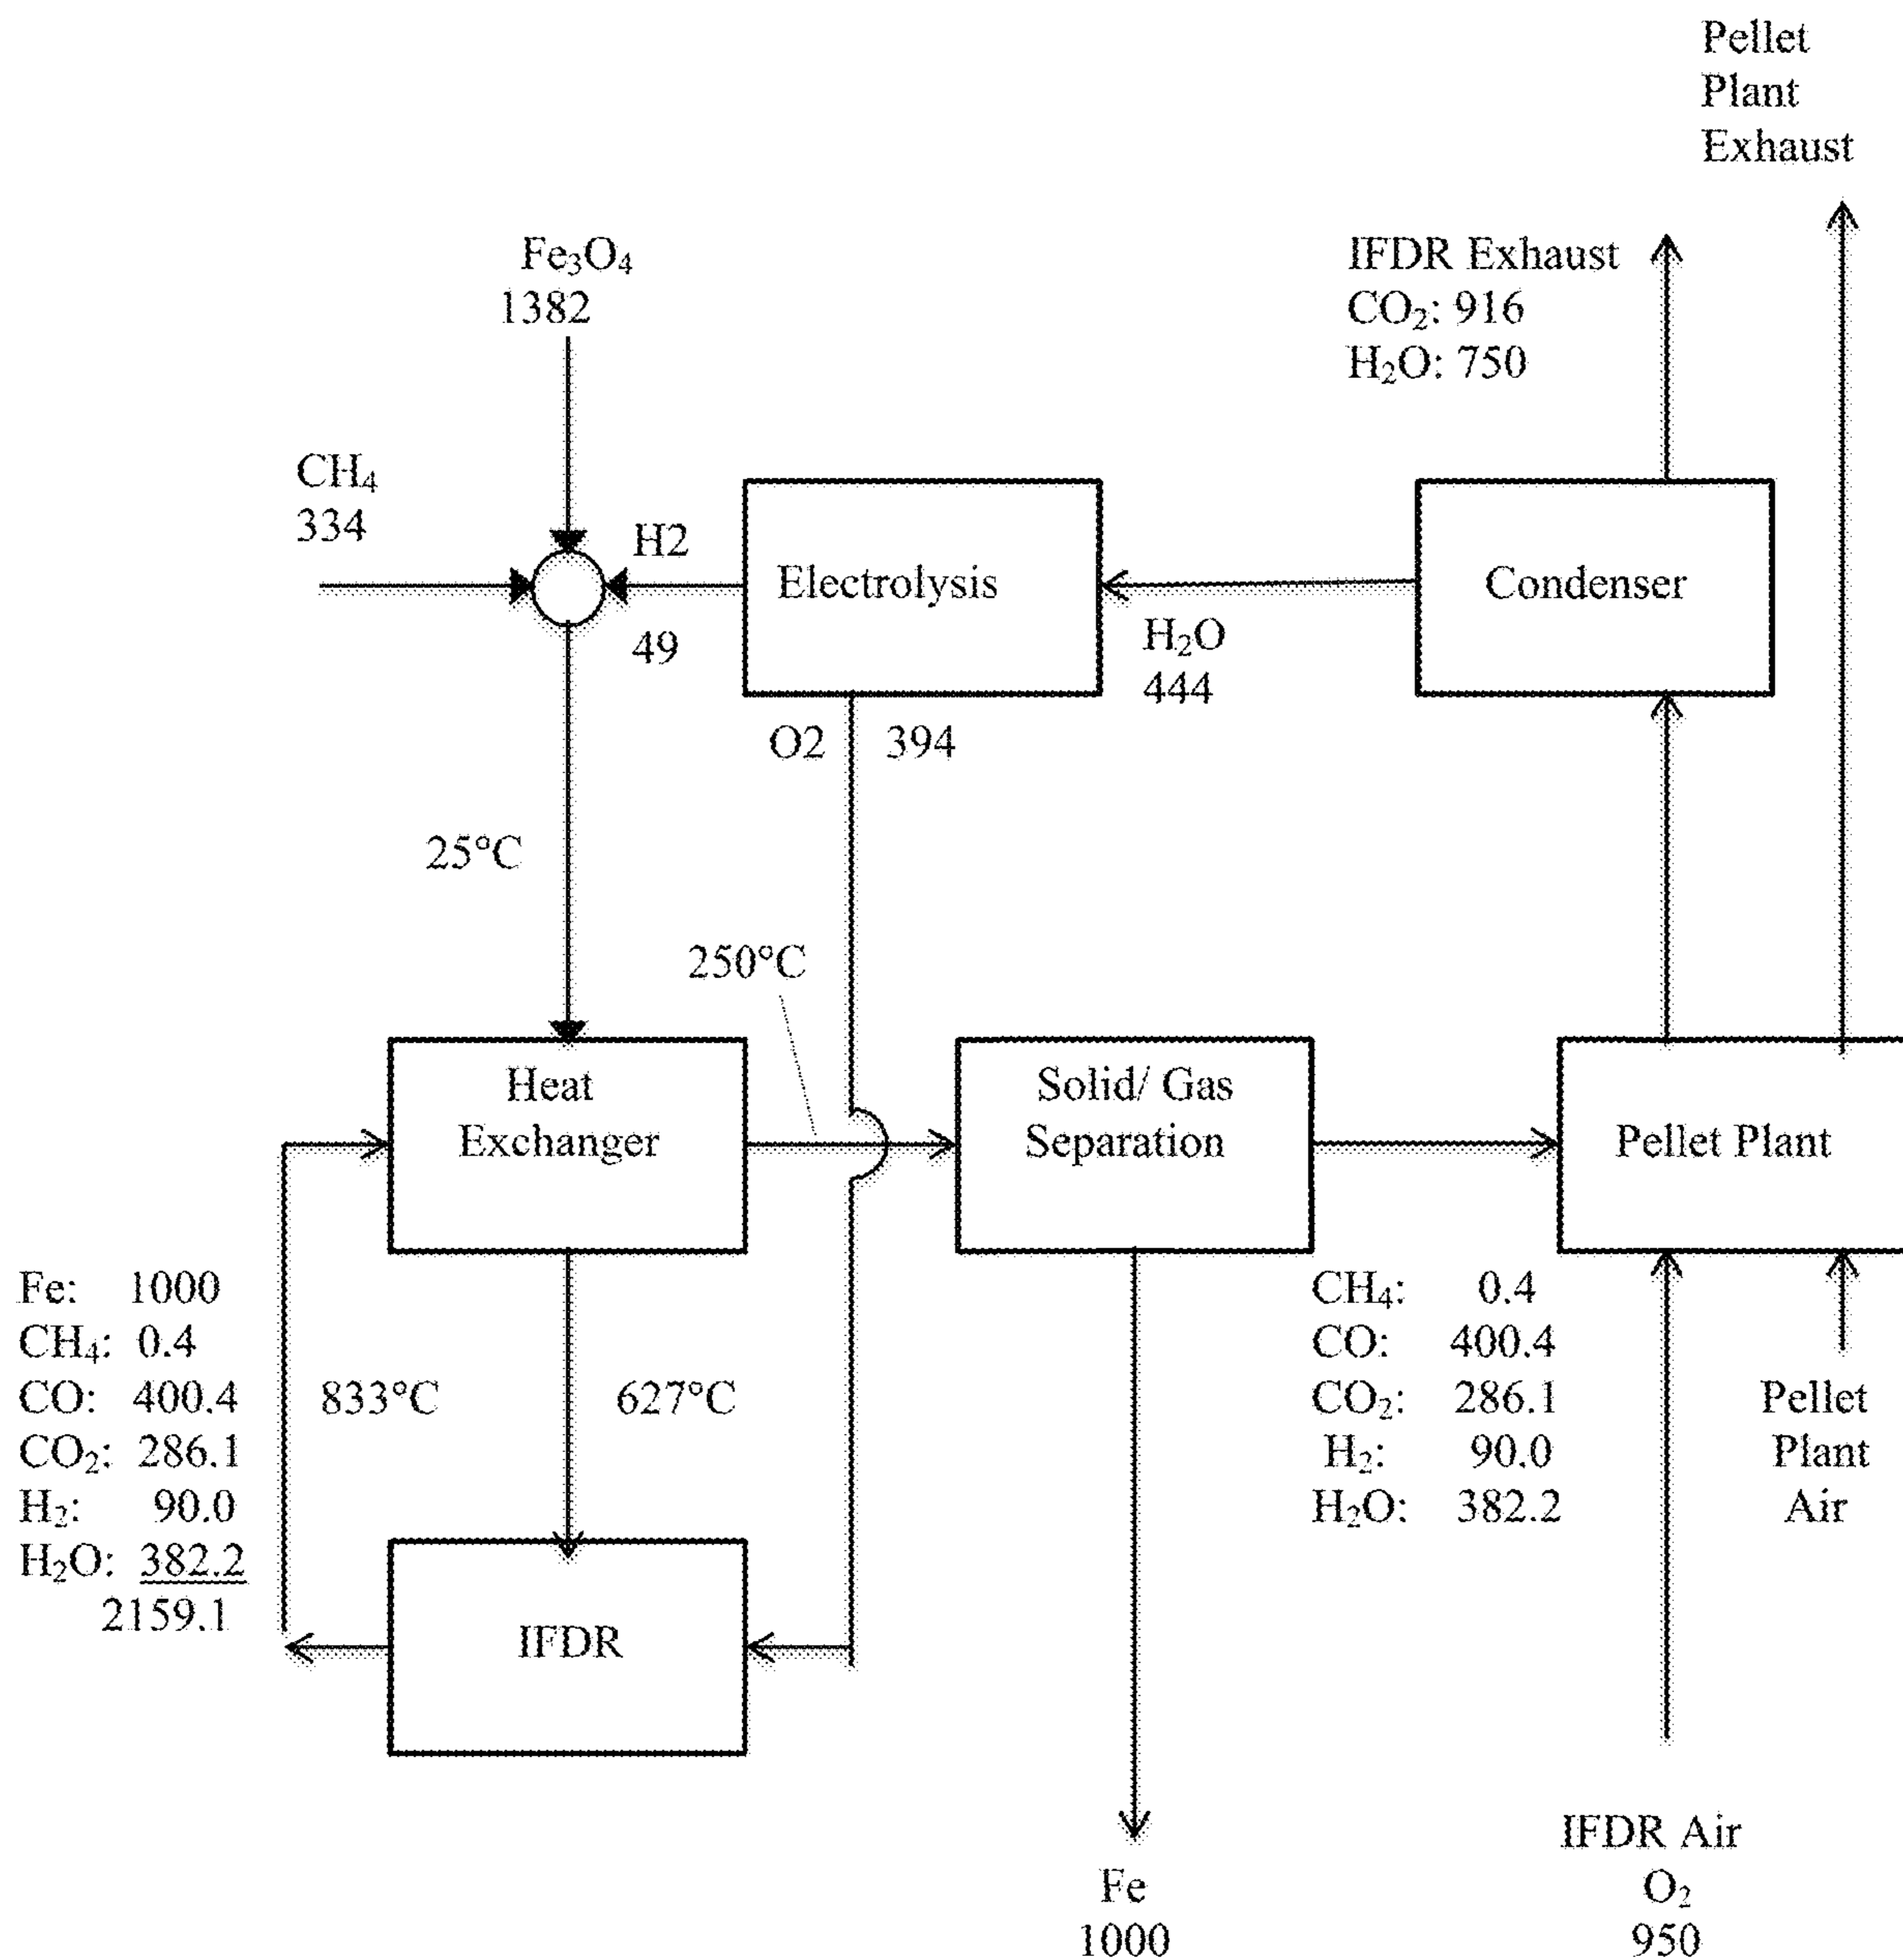 Pellet
Plant
Exhaust
Fe₃O₄
1382
IFDR Exhaust
CO₂: 916
H₂O: 750
CH₄
334
H2
49
Electrolysis
H₂O
444
Condenser
O2 394
25°C
250°C
Heat
Exchanger
Solid/ Gas
Separation
Pellet Plant
Fe: 1000
CH₄: 0.4
CO: 400.4
CO₂: 286.1
H₂: 90.0
H₂O: 382.2
2159.1
833°C
627°C
CH₄: 0.4
CO: 400.4
CO₂: 286.1
H₂: 90.0
H₂O: 382.2
Pellet
Plant
Air
IFDR
Fe
1000
IFDR Air
O₂
950